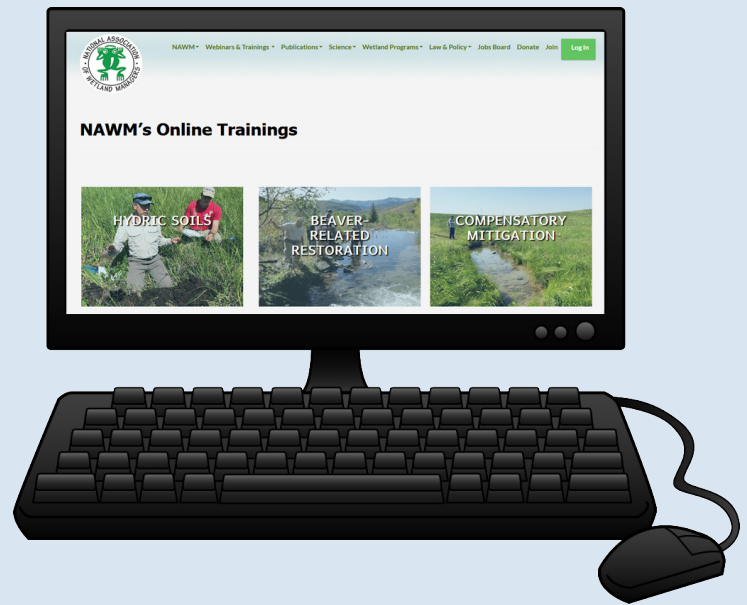 NATIONAL ASSOCIATION
OF WETLAND MANAGERS
NAWM Webinars & Trainings Publications Science Wetland Programs Law & Policy Jobs Board Donate Join Log In
NAWM's Online Trainings
HYDRIC SOILS
BEAVER-
RELATED
RESTORATION
COMPENSATORY
MITIGATION